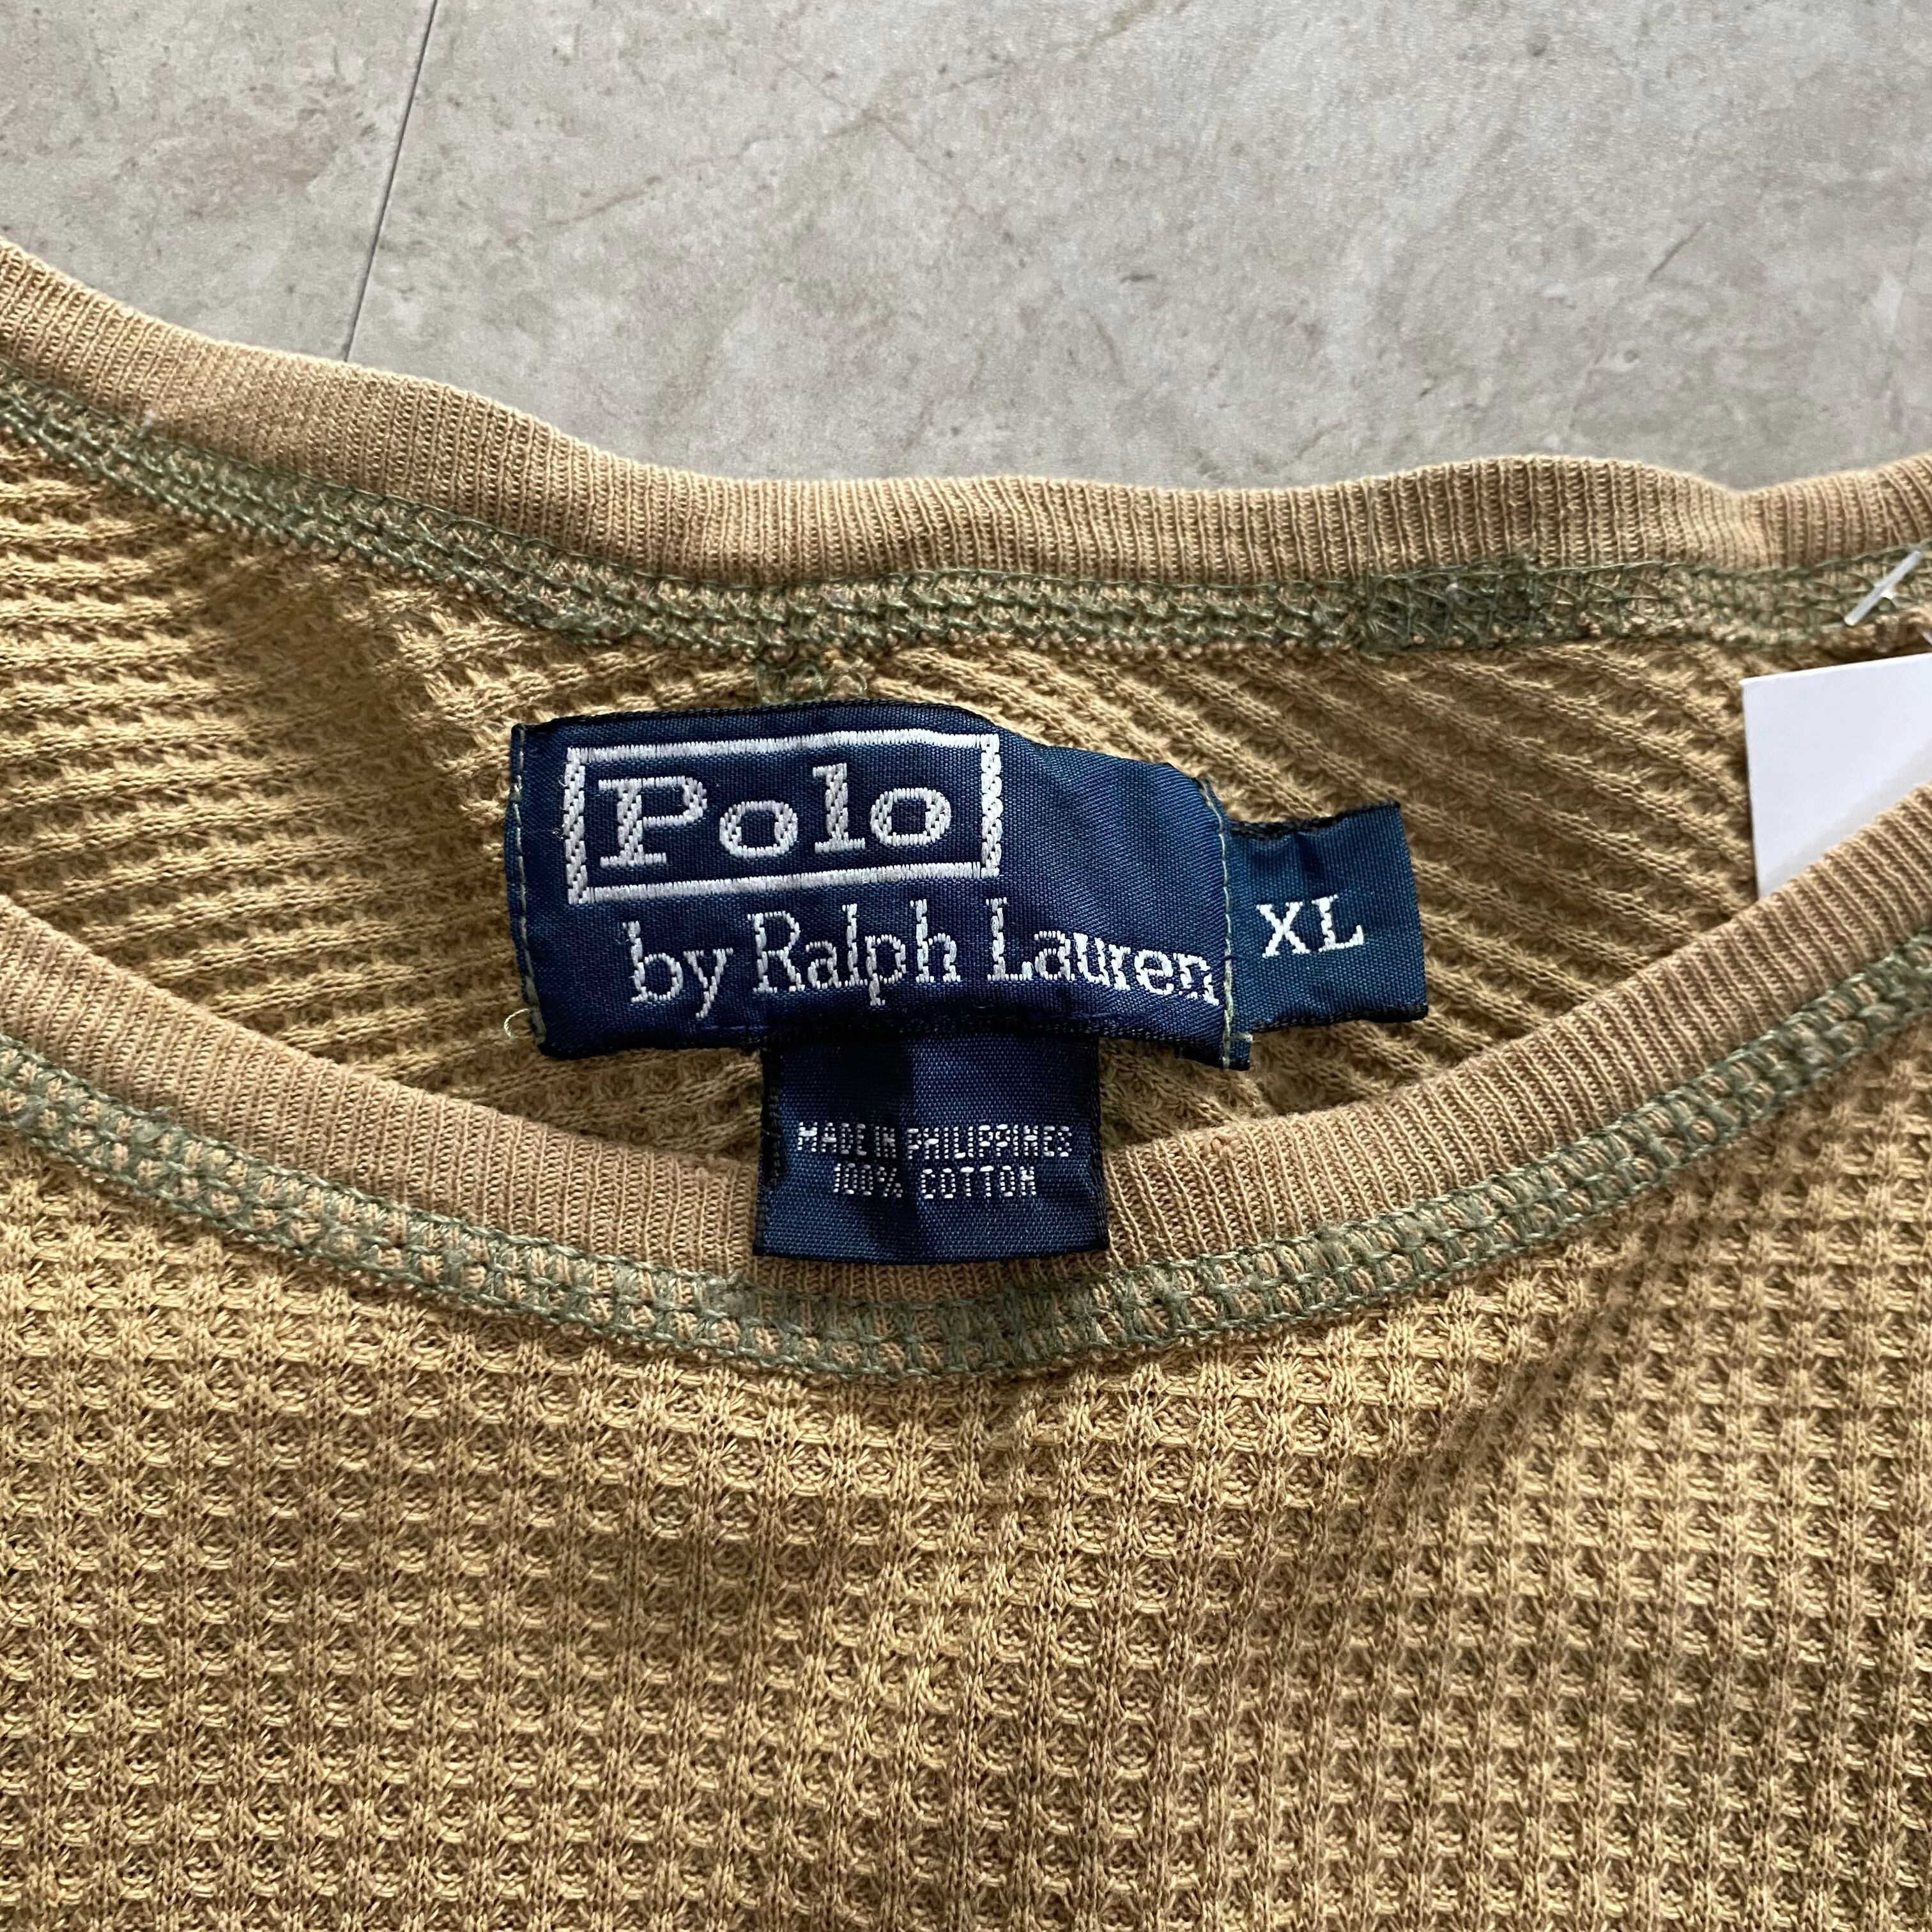 Polo
by Ralph Lauren
XL
MADE IN PHILIPPINES
100% COTTON